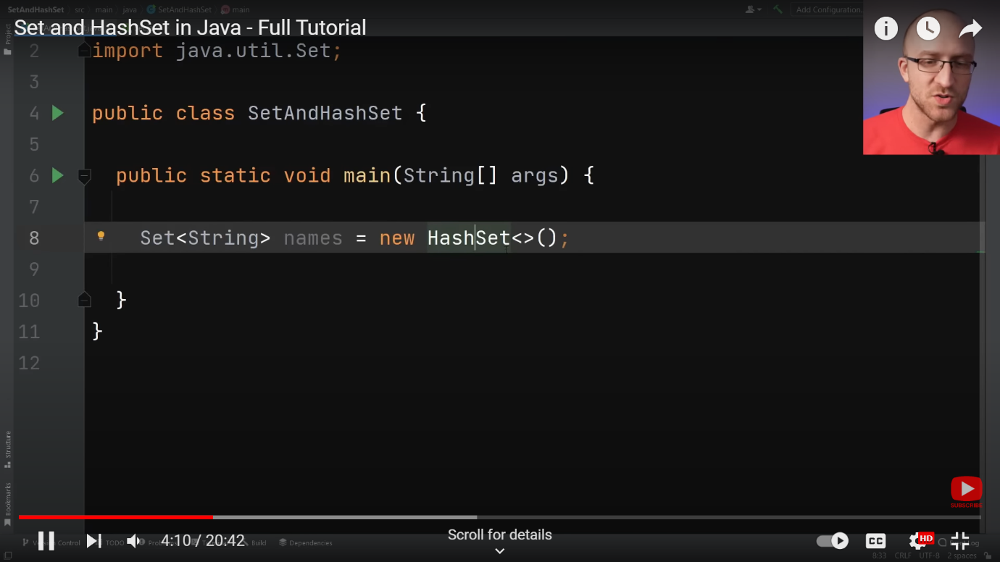 SetAndHashSet src main java SetAndHashSet main Add Configuration.
Set and HashSet in Java - Full Tutorial
Project
2 import java.util.Set;
3
4 public class SetAndHashSet {
5
6 public static void main(String[] args) {
7
8 Set<String> names = new HashSet<>();
9
10 }
11 }
12
Structure
Bookmarks
SUBSCRIBE
Control TODO Build Dependencies
4:10 / 20:42
Scroll for details
CC
HD
8:33 CRLF UTF-8 2 spaces